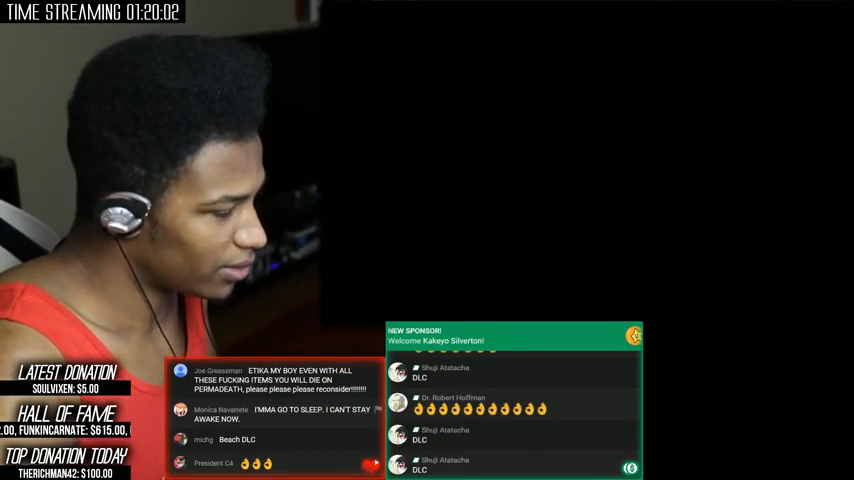 TIME STREAMING 01:20:02
NEW SPONSOR!
Welcome Kakeyo Silverton!
Shuji Atatacha
DLC
Dr. Robert Hoffman
👌👌👌👌👌👌👌👌👌👌👌
Shuji Atatacha
DLC
Shuji Atatacha
DLC
Joe Greaseman ETIKA MY BOY EVEN WITH ALL
THESE FUCKING ITEMS YOU WILL DIE ON
PERMADEATH, please please please reconsider!!!!!!!!
Monica Navarrete I'MMA GO TO SLEEP. I CAN'T STAY
AWAKE NOW.
michg Beach DLC
President C4 👌👌👌
LATEST DONATION
SOULVIXEN: $5.00
HALL OF FAME
2.00, FUNKINCARNATE: $615.00,
TOP DONATION TODAY
THERICHMAN42: $100.00